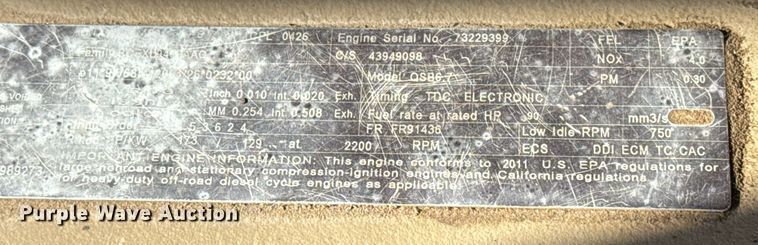 CPL 0426 Engine Serial No. 73229399 FEL EPA
C/S 43949098 NOx 4.0
Model QSB6.7 PM 0.30
Inch 0.010 Int. 0.020 Exh. Timing - TDC ELECTRONIC
MM 0.254 Int. 0.508 Exh. Fuel rate at rated HP 90 mm3/s
5 3 6 2 4 FR FR91436 Low Idle-RPM 750
173 / 129 at 2200 RPM ECS DDI ECM TC CAC
989273 ENGINE INFORMATION: This engine conforms to 2011 U.S. EPA regulations for
large nonroad and stationary compression-ignition engines and California regulations
for heavy-duty off-road diesel cycle engines as applicable.
Purple Wave Auction